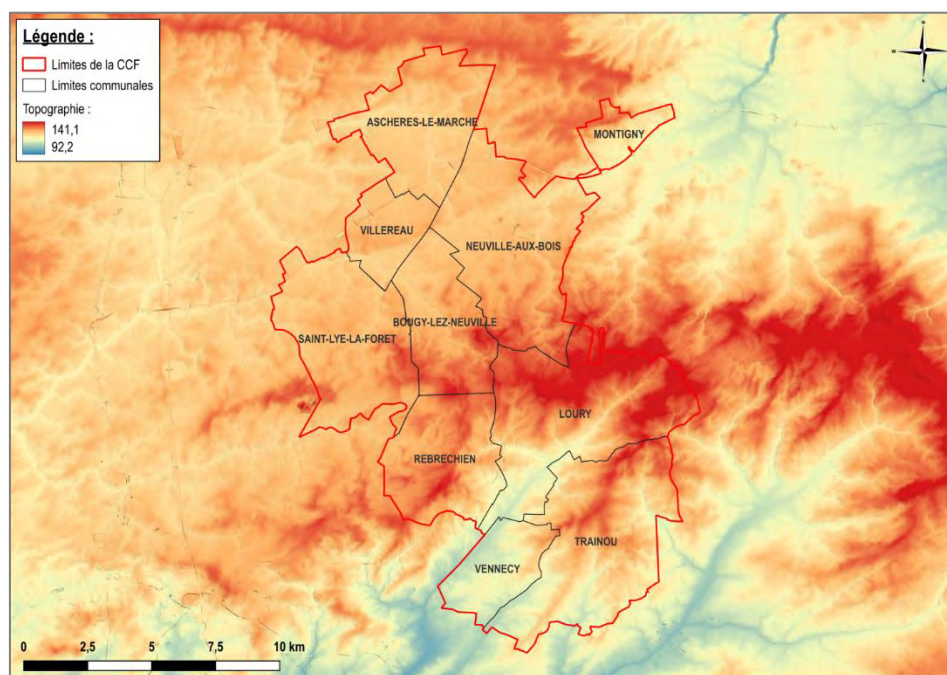 Légende :
Limites de la CCF
Limites communales
Topographie :
141,1
92,2
ASCHERES-LE-MARCHE
MONTIGNY
VILLEREAU
NEUVILLE-AUX-BOIS
BOUGY-LEZ-NEUVILLE
SAINT-LYE-LA-FORET
LOURY
REBRECHIEN
TRAINOU
VENNECY
0 2,5 5 7,5 10 km